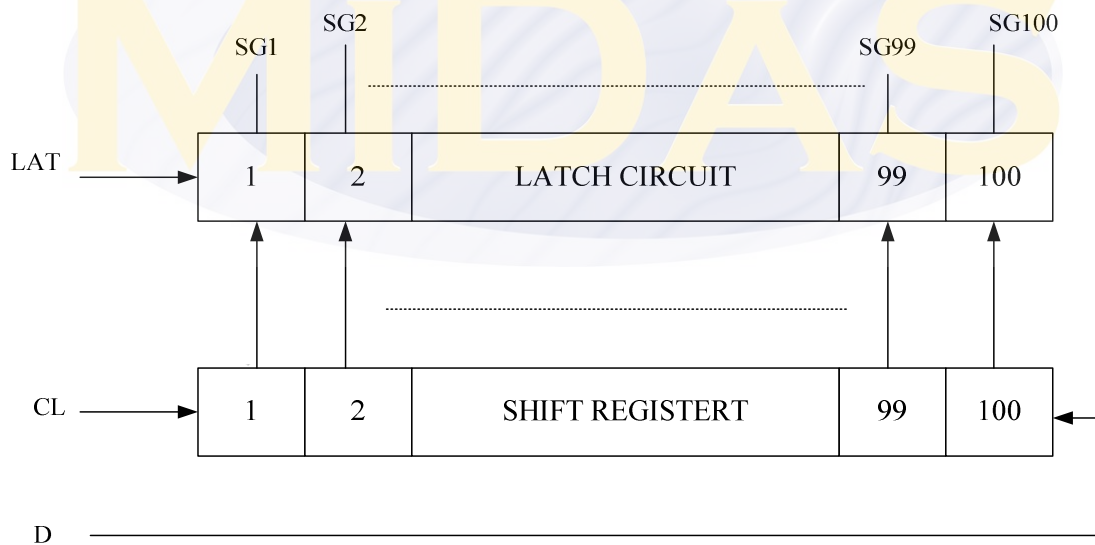 MIDAS
SG1 SG2 SG99 SG100
LAT 1 2 LATCH CIRCUIT 99 100
CL 1 2 SHIFT REGISTERT 99 100
D